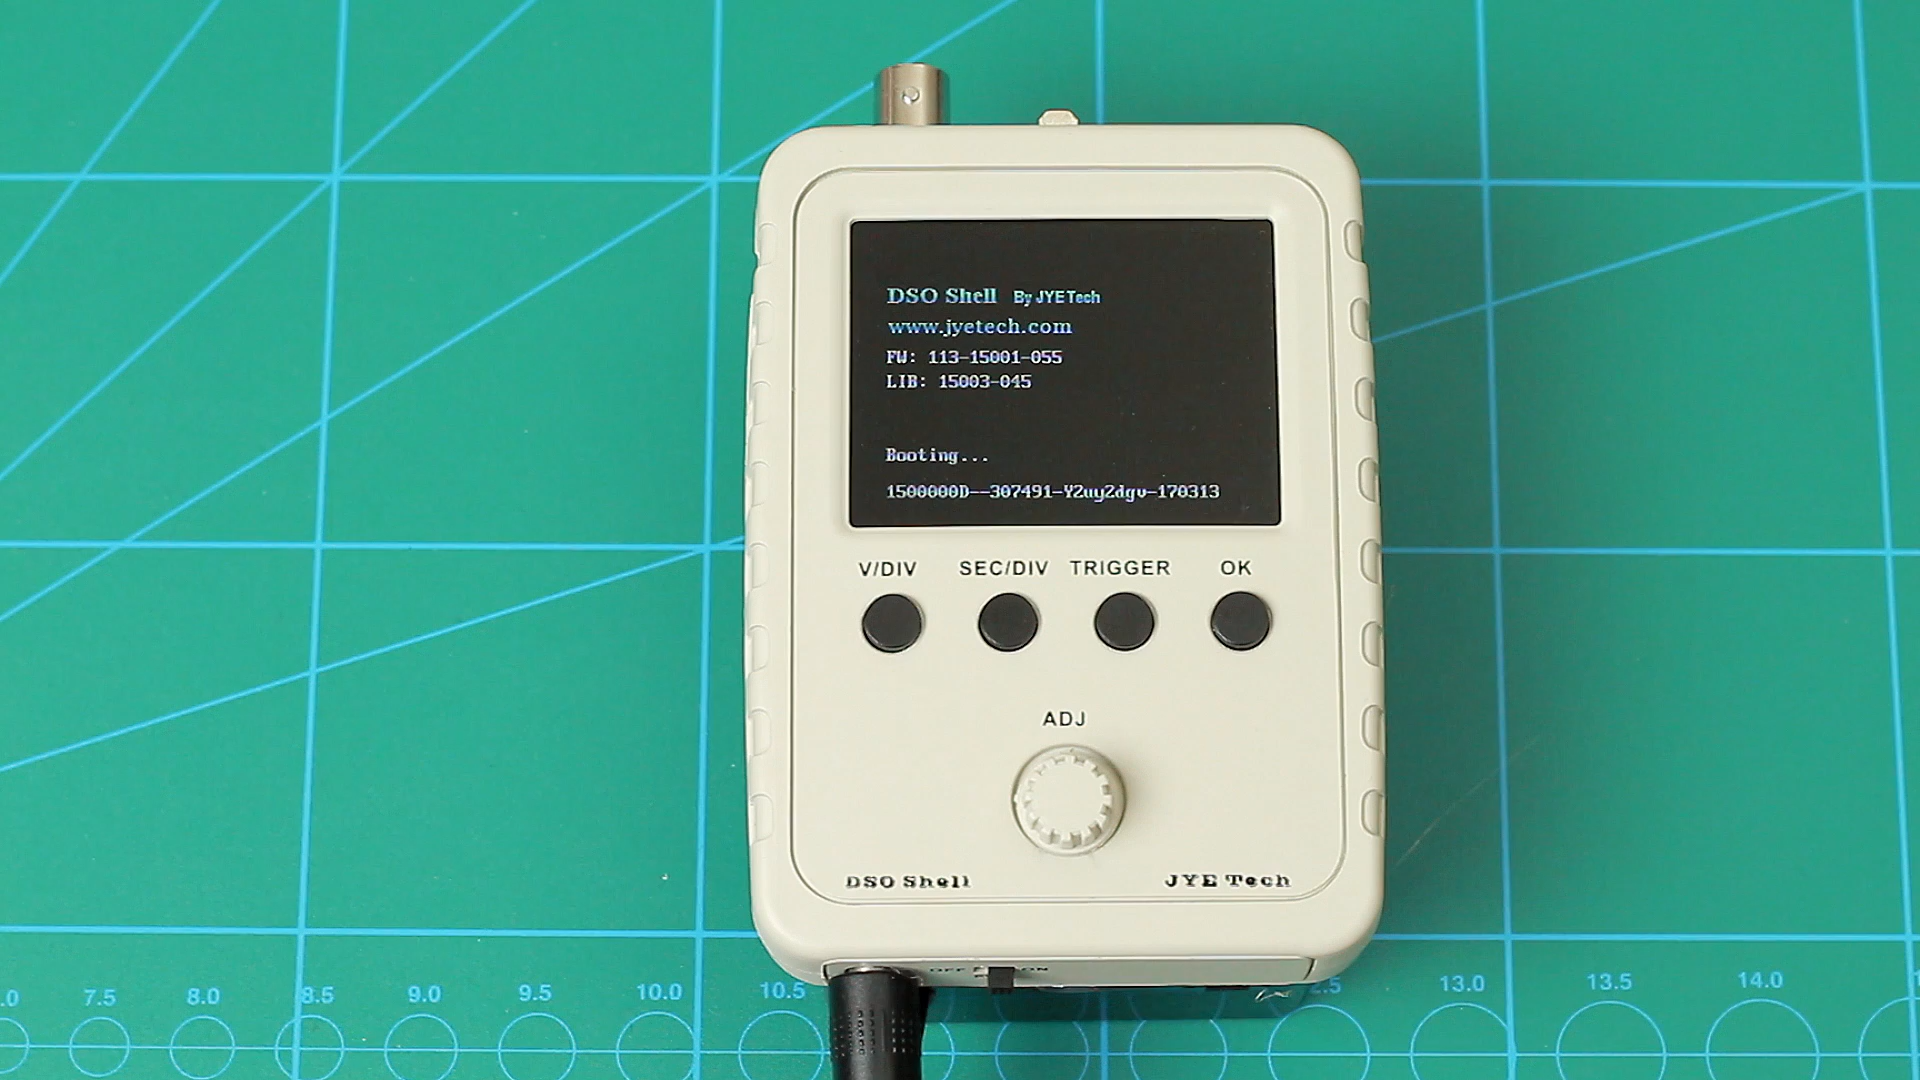 DSO Shell By JYETech
www.jyetech.com
FW: 113-15001-055
LIB: 15003-045
Booting...
1500000D--307491-Y2uy2dgv-170313
V/DIV SEC/DIV TRIGGER OK
ADJ
DSO Shell JYE Tech
OFF ON
7.5 8.0 8.5 9.0 9.5 10.0 10.5 13.0 13.5 14.0